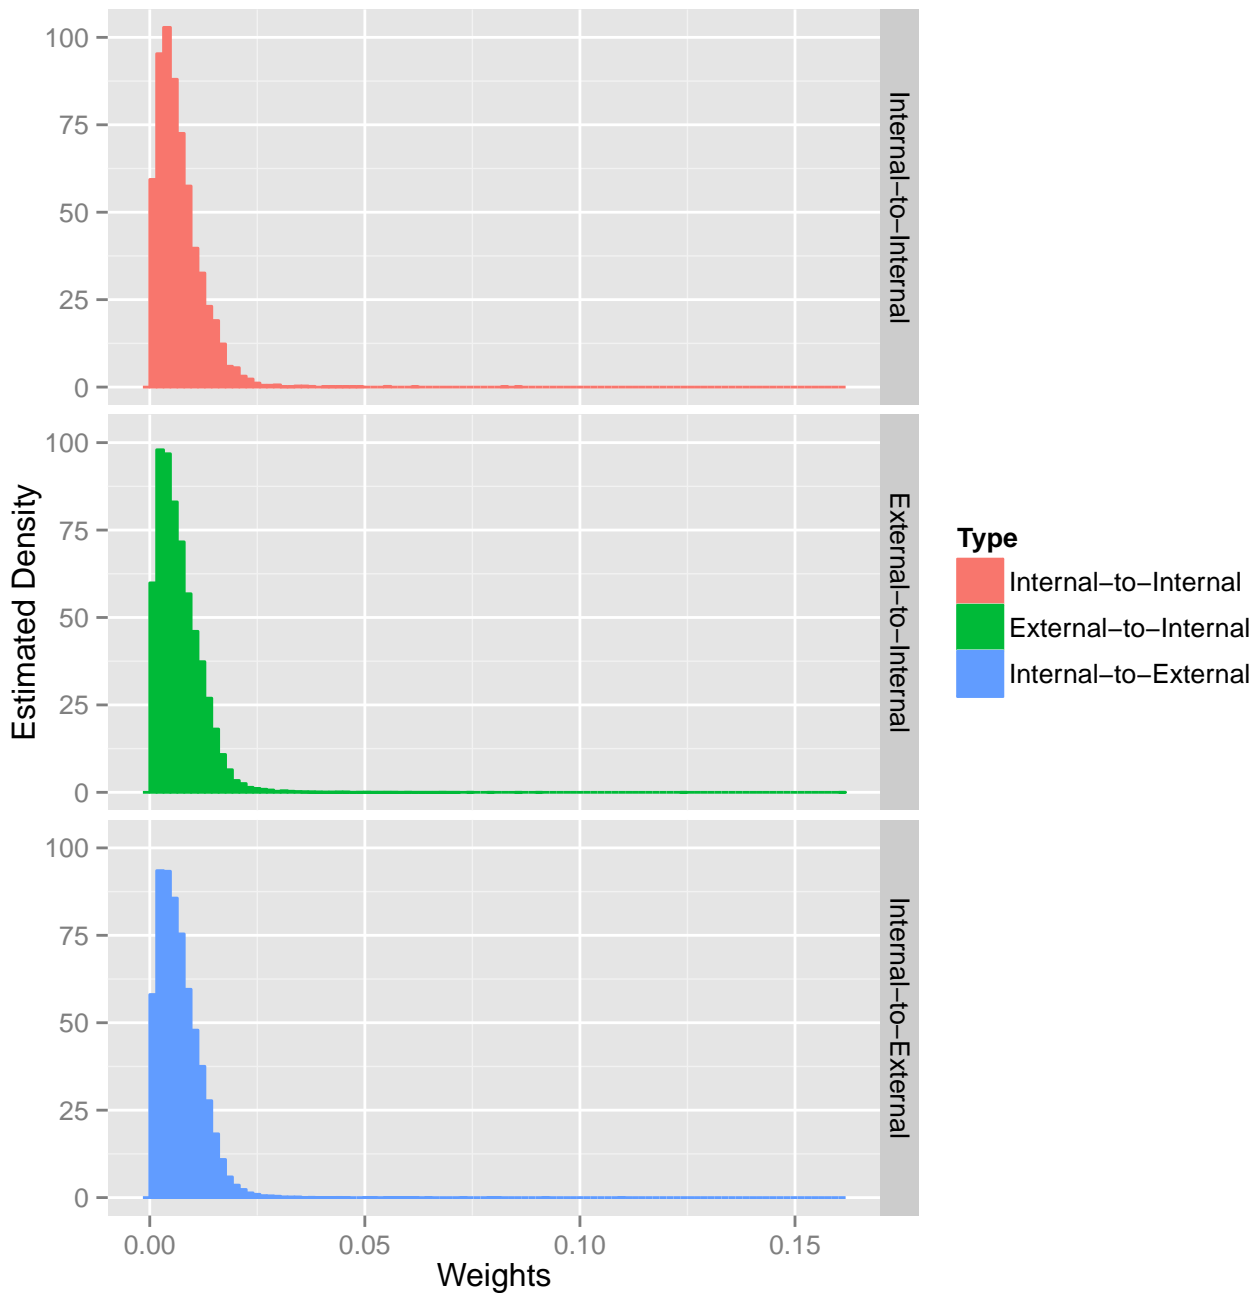 100
75
50
25
0
Internal−to−Internal
100
75
50
25
0
External−to−Internal
100
75
50
25
0
Internal−to−External
0.00
0.05
0.10
0.15
Weights
Estimated Density
Type
Internal−to−Internal
External−to−Internal
Internal−to−External